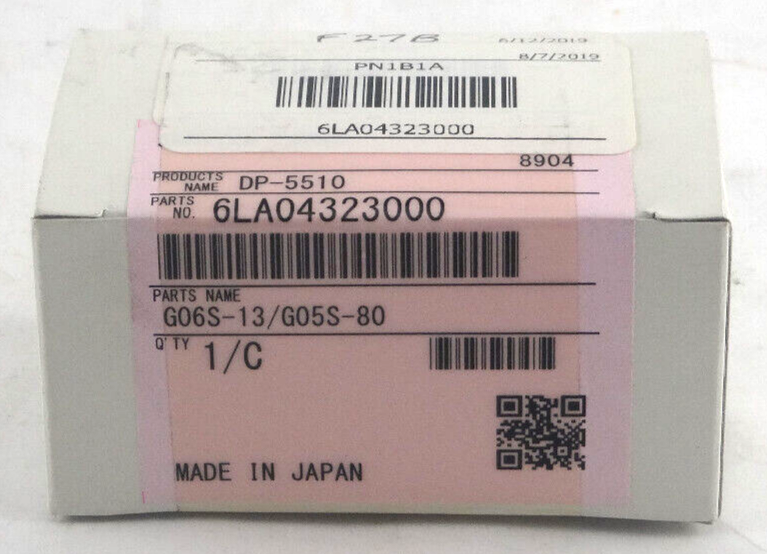 F27B
6/12/2019
8/7/2019
PN1B1A
6LA04323000
8904
PRODUCTS NAME DP-5510
PARTS NO. 6LA04323000
PARTS NAME
G06S-13/G05S-80
Q'TY 1/C
MADE IN JAPAN